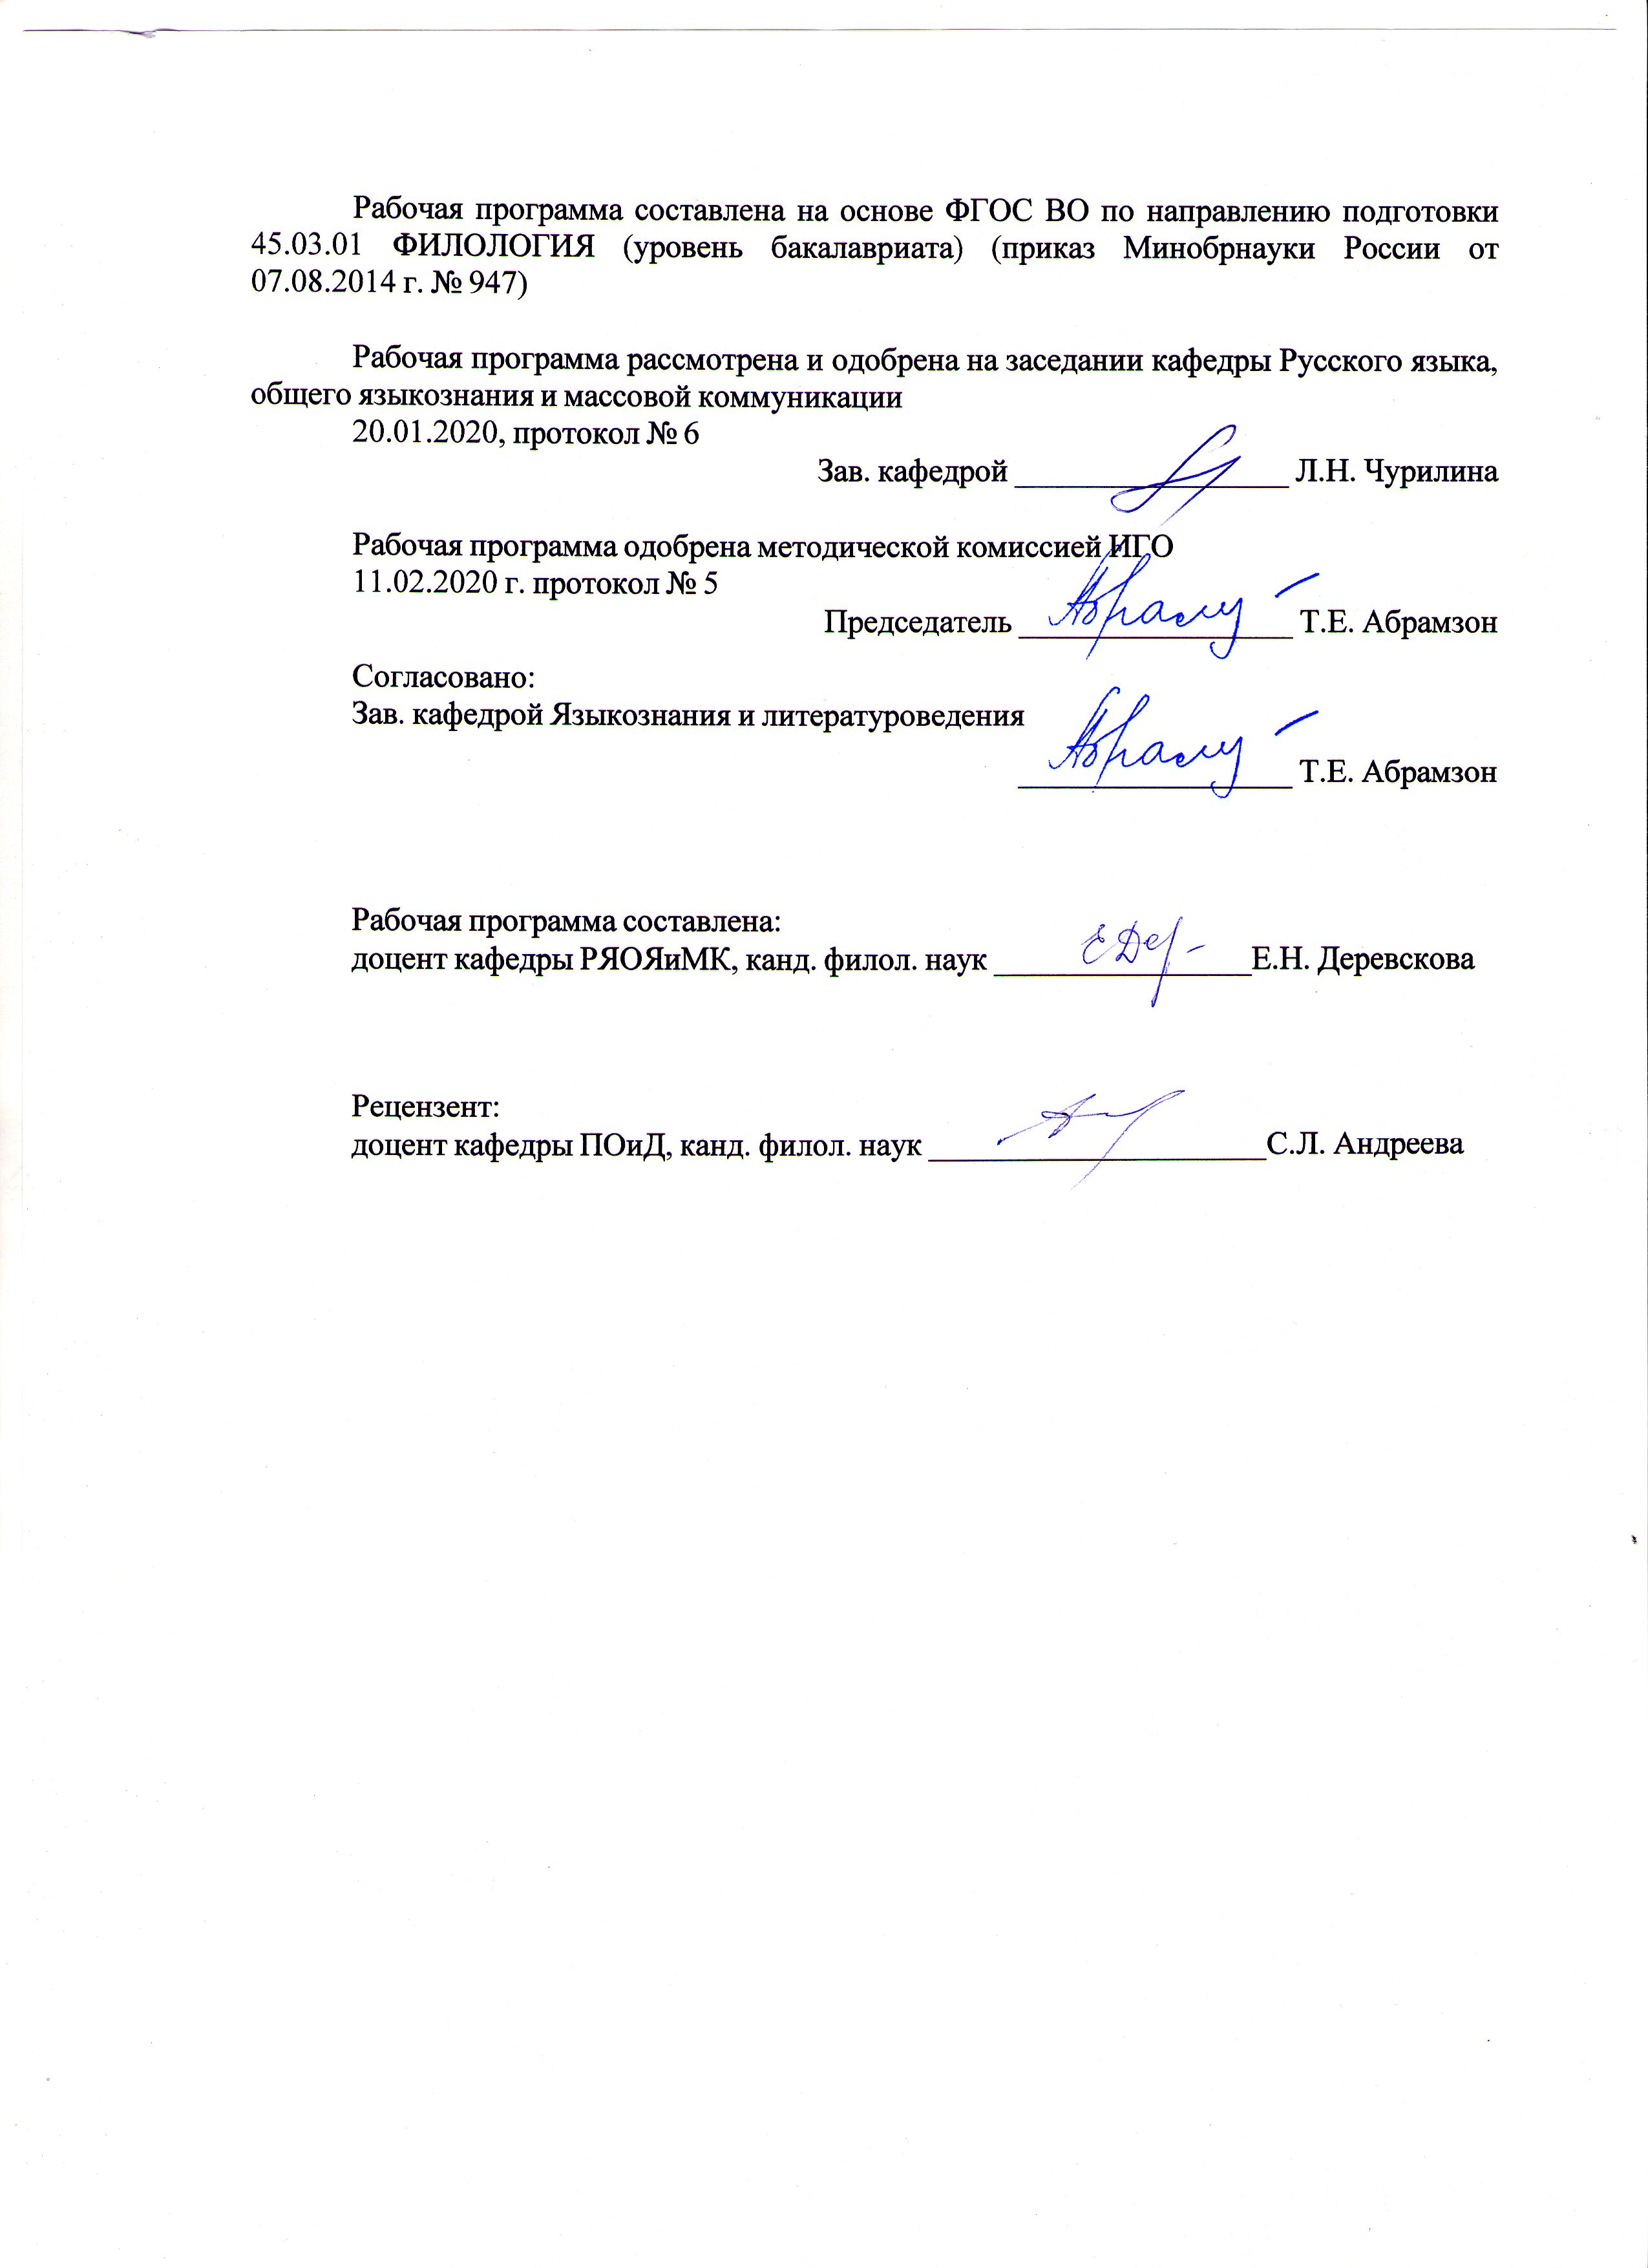 Рабочая программа составлена на основе ФГОС ВО по направлению подготовки
45.03.01 ФИЛОЛОГИЯ (уровень бакалавриата) (приказ Минобрнауки России от
07.08.2014 г. № 947)
Рабочая программа рассмотрена и одобрена на заседании кафедры Русского языка,
общего языкознания и массовой коммуникации
20.01.2020, протокол № 6
Зав. кафедрой _________________ Л.Н. Чурилина
Рабочая программа одобрена методической комиссией ИГО
11.02.2020 г. протокол № 5
Председатель _________________ Т.Е. Абрамзон
Согласовано:
Зав. кафедрой Языкознания и литературоведения
_________________ Т.Е. Абрамзон
Рабочая программа составлена:
доцент кафедры РЯОЯиМК, канд. филол. наук ________________Е.Н. Деревскова
Рецензент:
доцент кафедры ПОиД, канд. филол. наук _____________________С.Л. Андреева